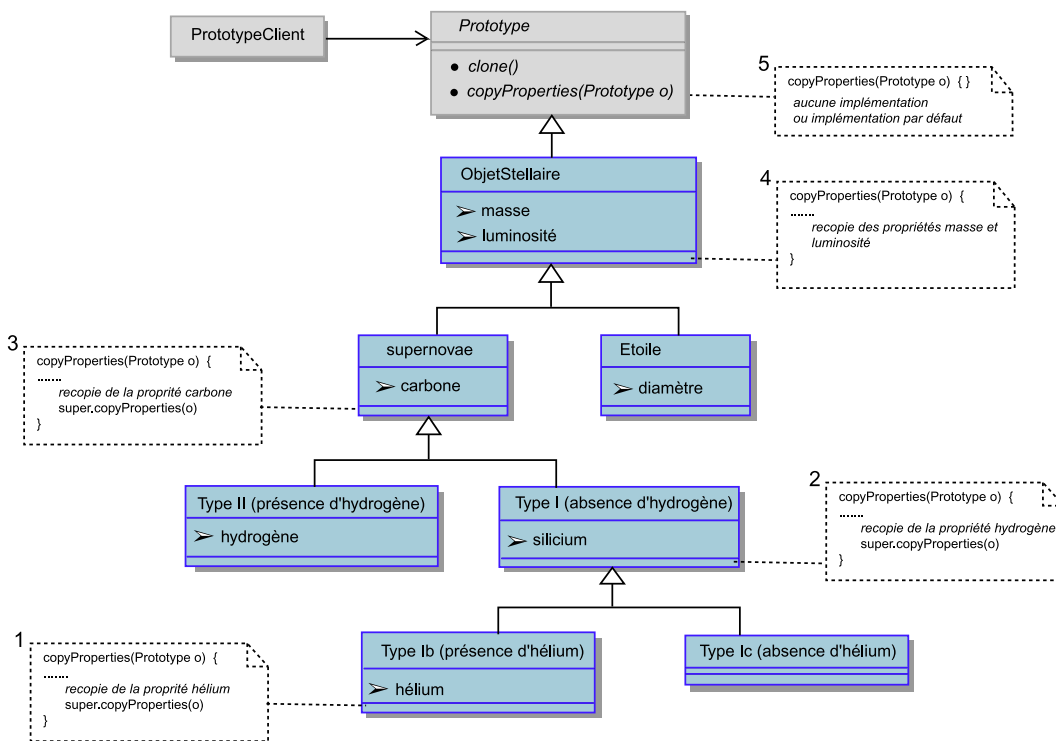 PrototypeClient
Prototype
clone()
copyProperties(Prototype o)
5
copyProperties(Prototype o) { }
aucune implémentation
ou implémentation par défaut
ObjetStellaire
masse
luminosité
4
copyProperties(Prototype o) {
......
recopie des propriétés masse et
luminosité
}
3
copyProperties(Prototype o) {
......
recopie de la proprité carbone
super.copyProperties(o)
}
supernovae
carbone
Etoile
diamètre
Type II (présence d'hydrogène)
hydrogène
Type I (absence d'hydrogène)
silicium
2
copyProperties(Prototype o) {
......
recopie de la propriété hydrogène
super.copyProperties(o)
}
1
copyProperties(Prototype o) {
......
recopie de la proprité hélium
super.copyProperties(o)
}
Type Ib (présence d'hélium)
hélium
Type Ic (absence d'hélium)